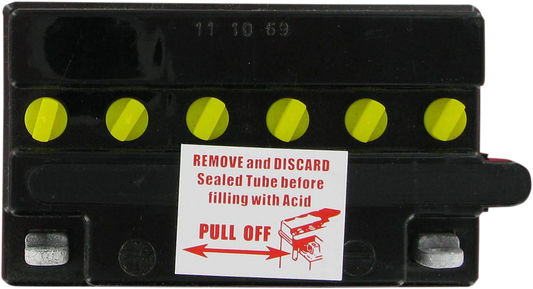 11 10 69
REMOVE and DISCARD
Sealed Tube before
filling with Acid
PULL OFF